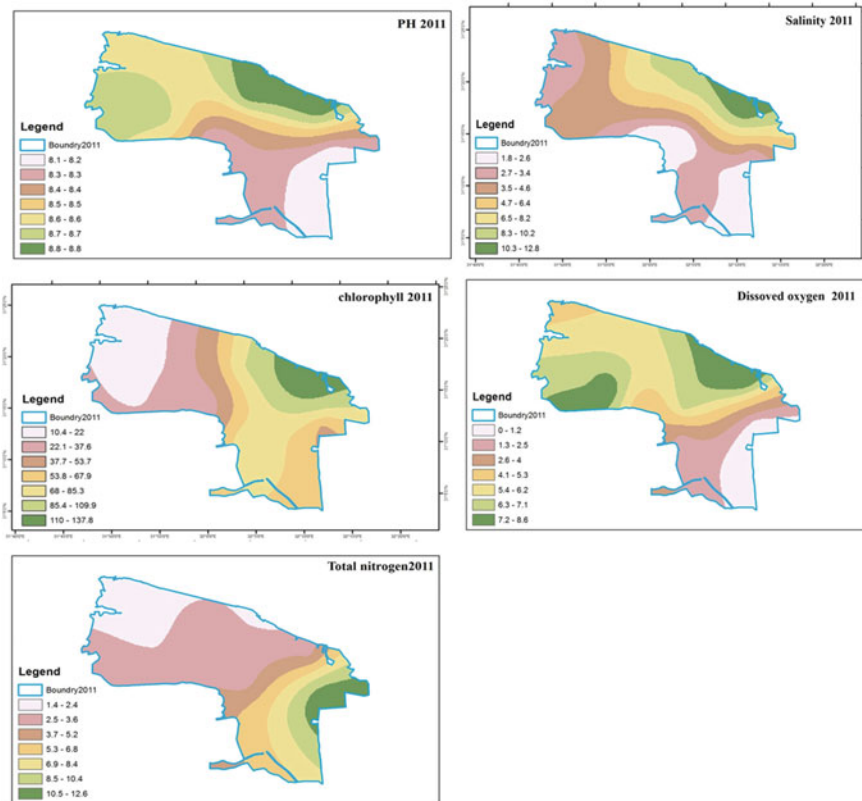 PH 2011
Legend
Boundry2011
8.1 - 8.2
8.3 - 8.3
8.4 - 8.4
8.5 - 8.5
8.6 - 8.6
8.7 - 8.7
8.8 - 8.8
Salinity 2011
Legend
Boundry2011
1.8 - 2.6
2.7 - 3.4
3.5 - 4.6
4.7 - 6.4
6.5 - 8.2
8.3 - 10.2
10.3 - 12.8
chlorophyll 2011
Legend
Boundry2011
10.4 - 22
22.1 - 37.6
37.7 - 53.7
53.8 - 67.9
68 - 85.3
85.4 - 109.9
110 - 137.8
Dissoved oxygen 2011
Legend
Boundry2011
0 - 1.2
1.3 - 2.5
2.6 - 4
4.1 - 5.3
5.4 - 6.2
6.3 - 7.1
7.2 - 8.6
Total nitrogen2011
Legend
Boundry2011
1.4 - 2.4
2.5 - 3.6
3.7 - 5.2
5.3 - 6.8
6.9 - 8.4
8.5 - 10.4
10.5 - 12.6